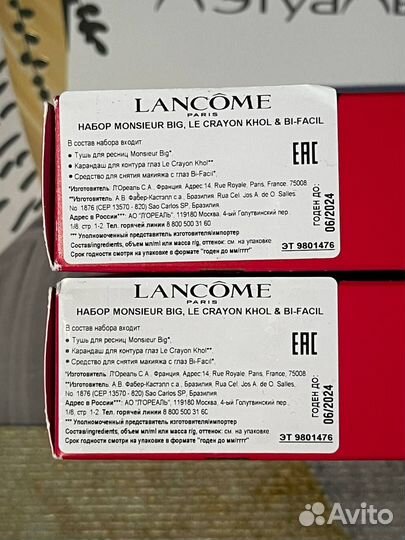 LANCÔME
PARIS
НАБОР MONSIEUR BIG, LE CRAYON KHOL & BI-FACIL
В состав набора входит
• Тушь для ресниц Monsieur Big*.
• Карандаш для контура глаз Le Crayon Khol**.
• Средство для снятия макияжа с глаз Bi-Facil*.
*Изготовитель: Л'Ореаль С.А., Франция, Адрес:14, Rue Royale, Paris, France, 75008
**Изготовитель: А.В. Фабер-Кастэлл с.а., Бразилия Rua Cel. Jos A. de O. Salles,
No. 1876 (CEP 13570 - 820) Sao Carlos SP, Бразилия.
Адрес в России***: АО "ЛОРЕАЛЬ", 119180 Москва, 4-ый Голутвинский пер.,
1/8, стр. 1-2. Тел. горячей линии 8 800 500 31 60
*** Уполномоченный представитель изготовителя/импортер
Состав/ingredients, объем мл/ml или масса г/g, оттенок: см. на упаковке.
Срок годности смотри на упаковке в формате "годен до мм/гггг"
ЭТ 9801476
EAC
ГОДЕН ДО:
06/2024
LANCÔME
PARIS
НАБОР MONSIEUR BIG, LE CRAYON KHOL & BI-FACIL
В состав набора входит
• Тушь для ресниц Monsieur Big*.
• Карандаш для контура глаз Le Crayon Khol**.
• Средство для снятия макияжа с глаз Bi-Facil*.
*Изготовитель: Л'Ореаль С.А., Франция, Адрес:14, Rue Royale, Paris, France, 75008
**Изготовитель: А.В. Фабер-Кастэлл с.а., Бразилия Rua Cel. Jos A. de O. Salles,
No. 1876 (CEP 13570 - 820) Sao Carlos SP, Бразилия.
Адрес в России***: АО "ЛОРЕАЛЬ", 119180 Москва, 4-ый Голутвинский пер.,
1/8, стр. 1-2. Тел. горячей линии 8 800 500 31 60
*** Уполномоченный представитель изготовителя/импортер
Состав/ingredients, объем мл/ml или масса г/g, оттенок: см. на упаковке.
Срок годности смотри на упаковке в формате "годен до мм/гггг"
ЭТ 9801476
EAC
ГОДЕН ДО:
06/2024
Avito